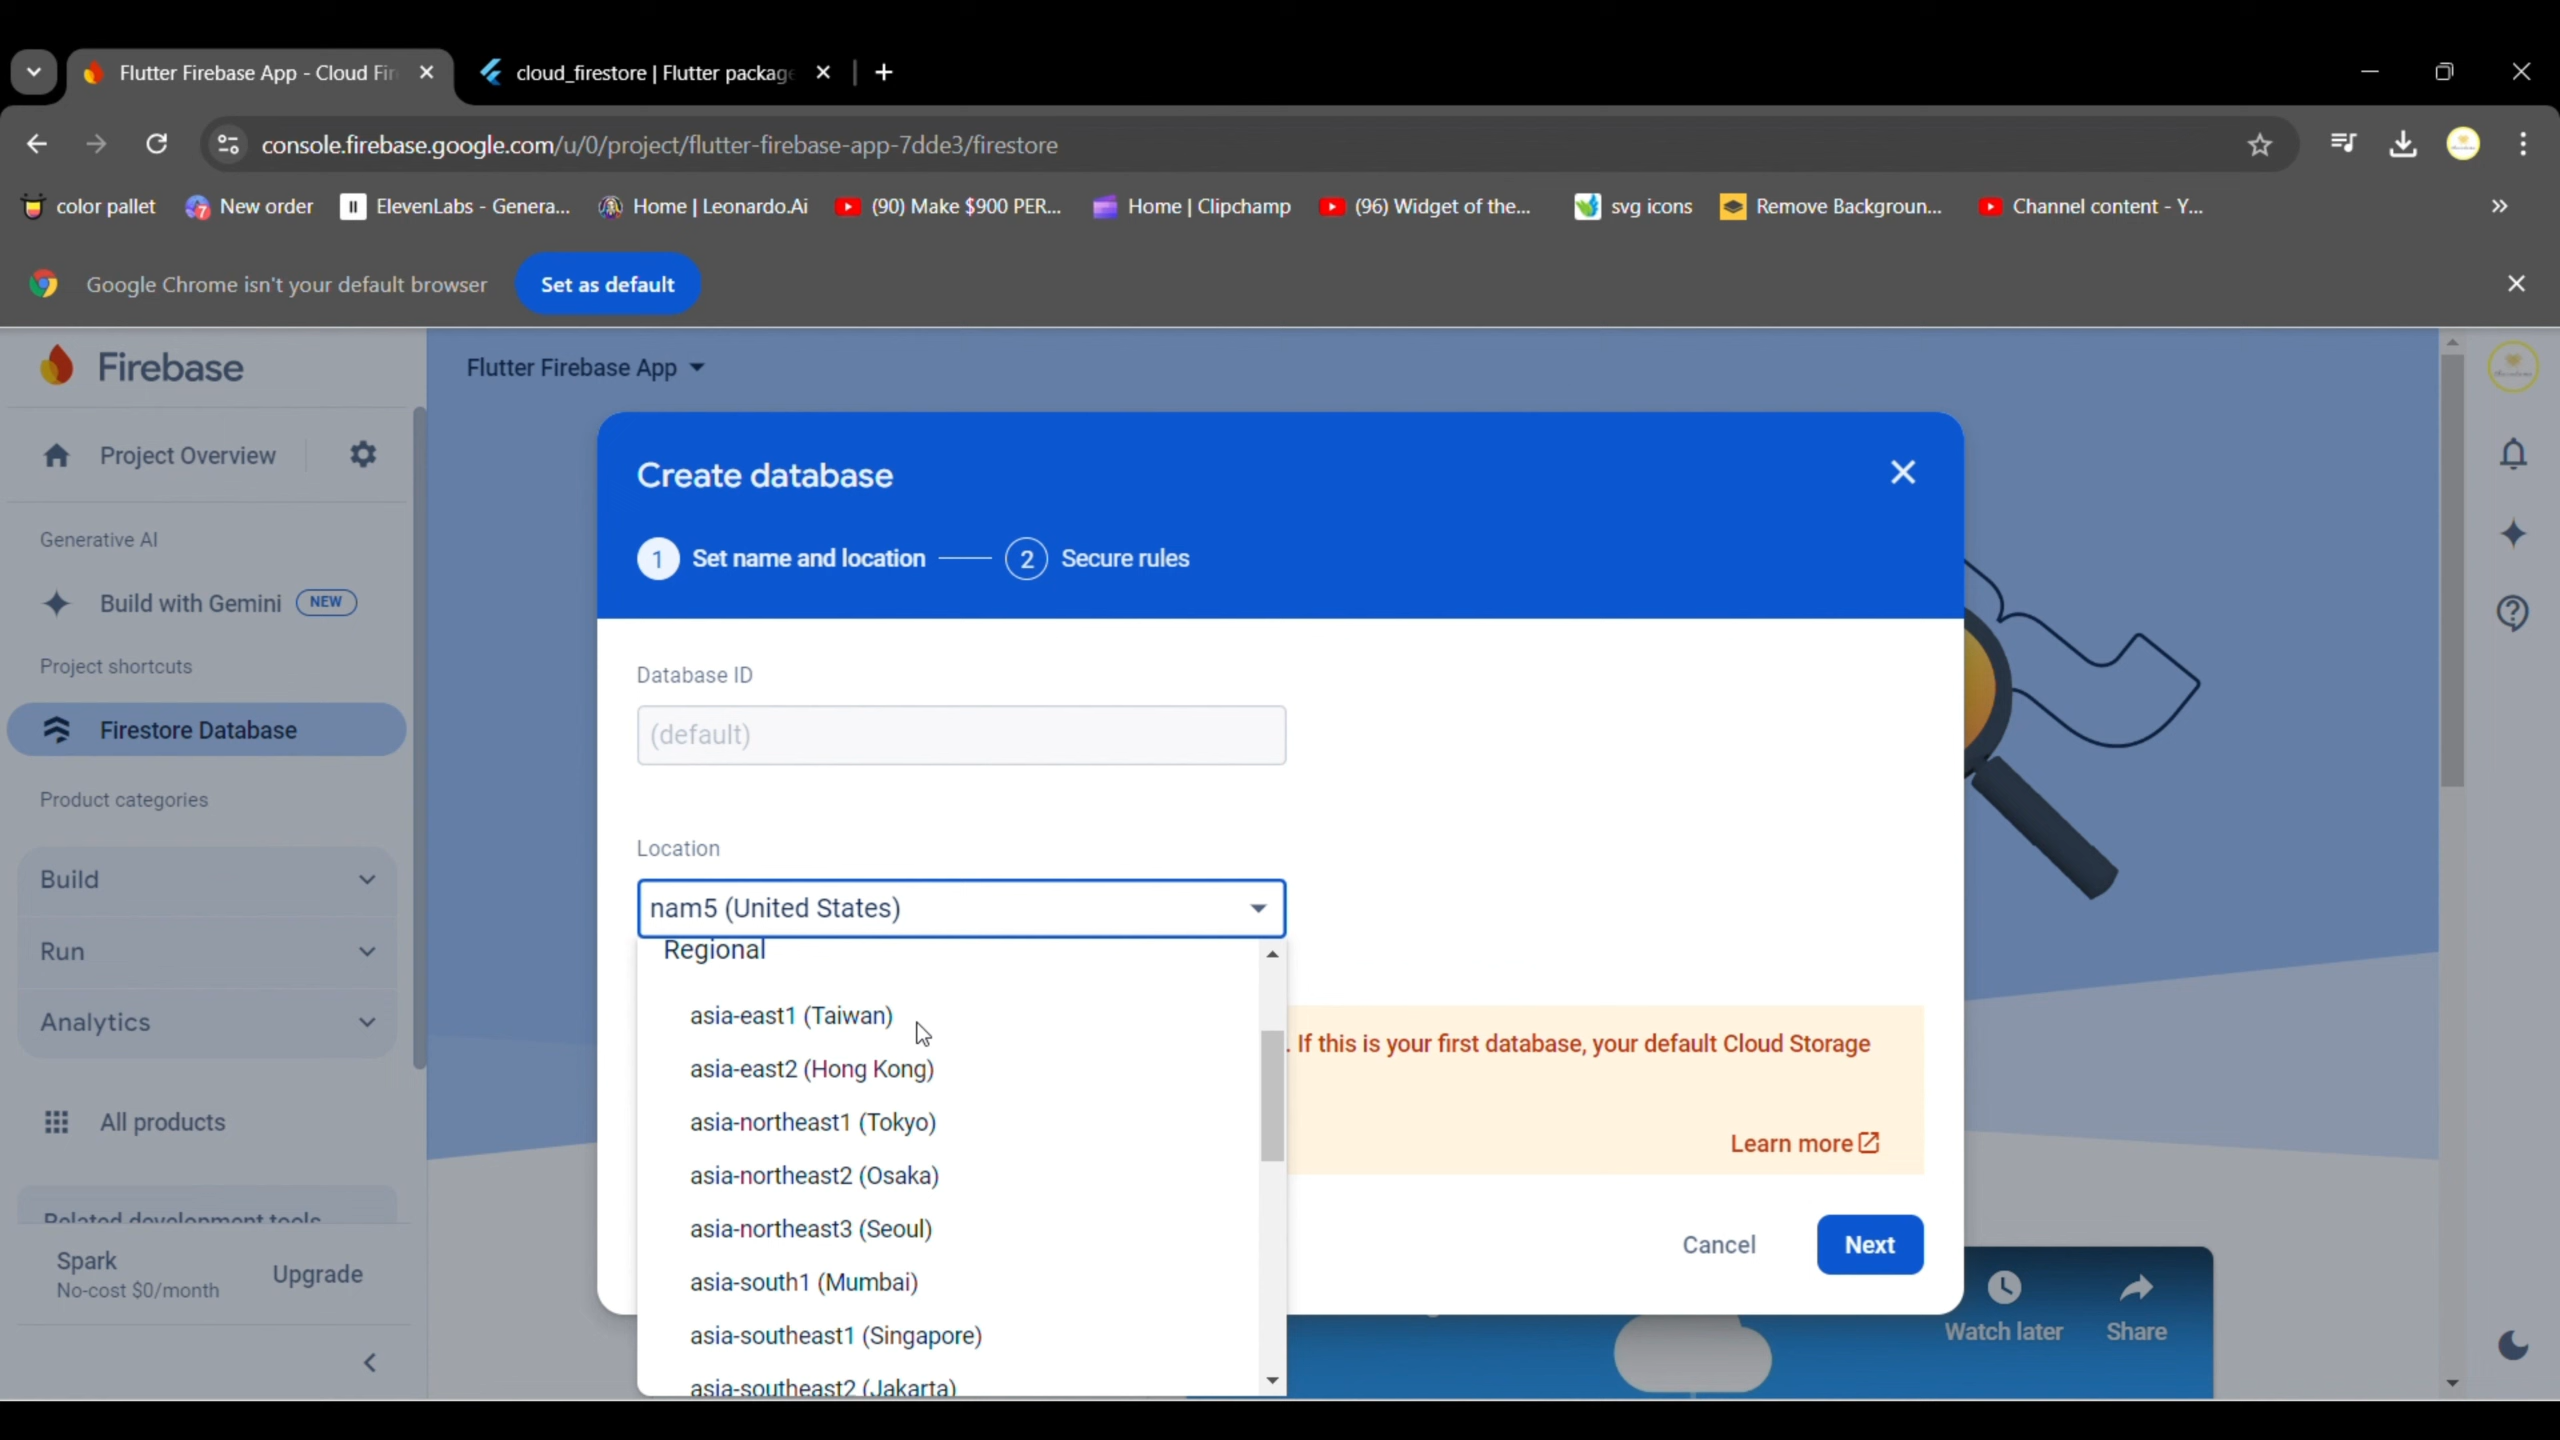 Flutter Firebase App - Cloud Fir
cloud_firestore | Flutter package
console.firebase.google.com/u/0/project/flutter-firebase-app-7dde3/firestore
color pallet
New order
ElevenLabs - Genera...
Home | Leonardo.Ai
(90) Make $900 PER...
Home | Clipchamp
(96) Widget of the...
svg icons
Remove Backgroun...
Channel content - Y...
Google Chrome isn't your default browser
Set as default
Firebase
Flutter Firebase App
Project Overview
Generative AI
Build with Gemini NEW
Project shortcuts
Firestore Database
Product categories
Build
Run
Analytics
All products
Related development tools
Spark
No-cost $0/month
Upgrade
Create database
1 Set name and location
2 Secure rules
Database ID
(default)
Location
nam5 (United States)
Regional
asia-east1 (Taiwan)
asia-east2 (Hong Kong)
asia-northeast1 (Tokyo)
asia-northeast2 (Osaka)
asia-northeast3 (Seoul)
asia-south1 (Mumbai)
asia-southeast1 (Singapore)
asia-southeast2 (Jakarta)
. If this is your first database, your default Cloud Storage
Learn more
Cancel
Next
Watch later
Share